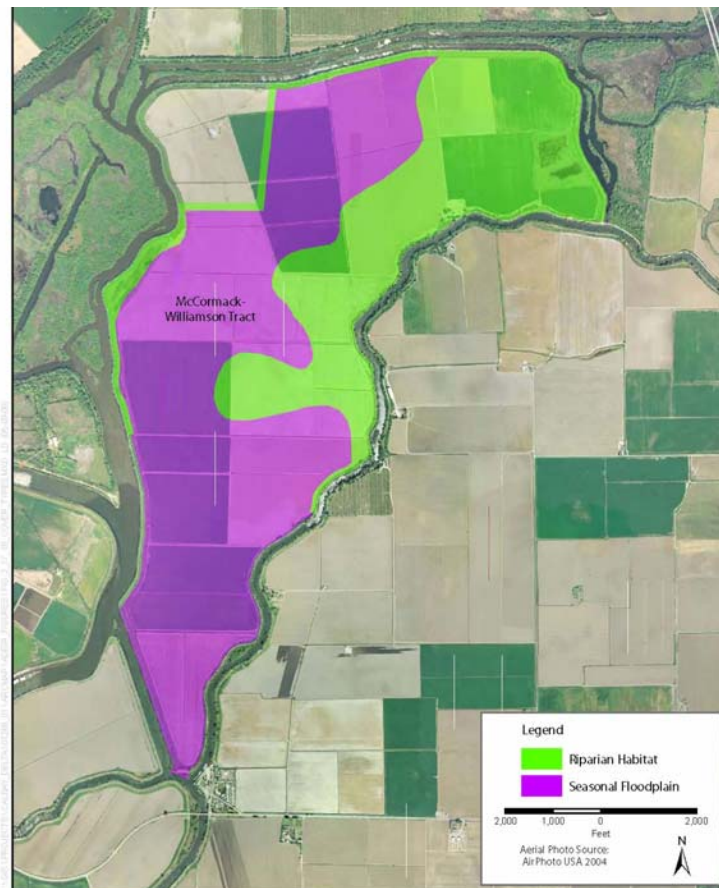 McCormack-
Williamson Tract
Legend
Riparian Habitat
Seasonal Floodplain
2,000 1,000 0 2,000
Feet
Aerial Photo Source:
AirPhoto USA 2004
N